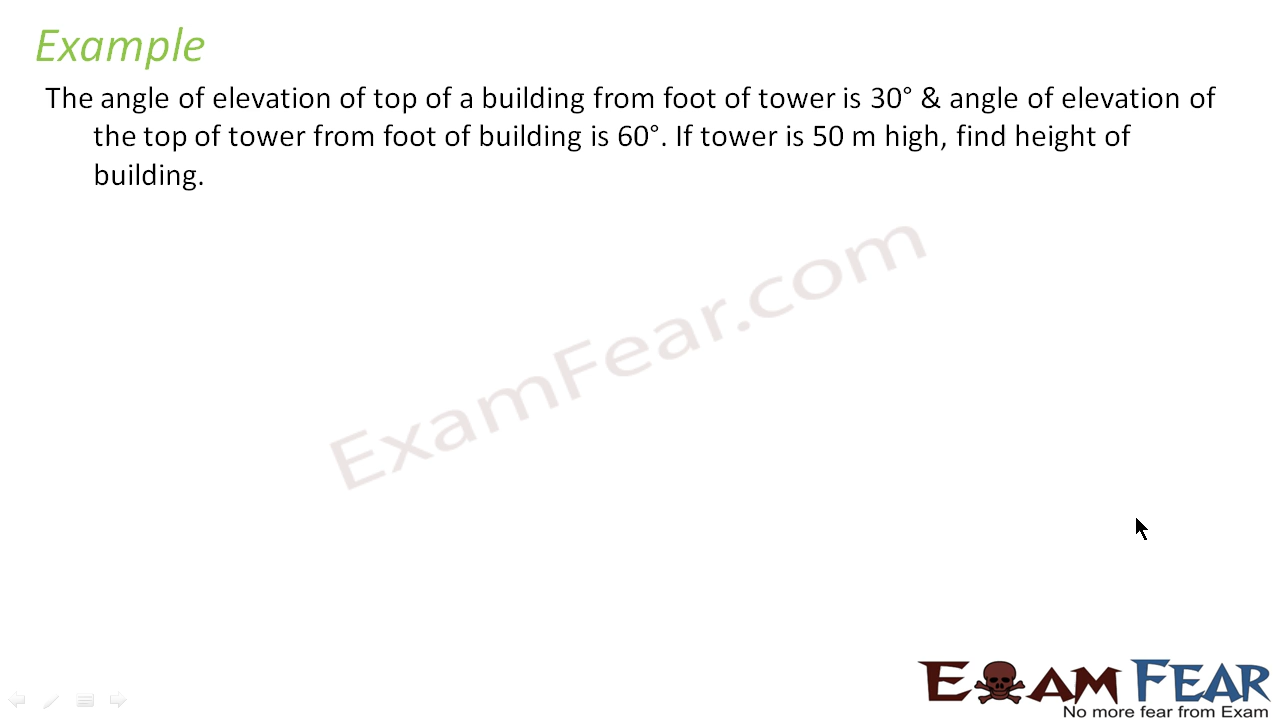 Example
The angle of elevation of top of a building from foot of tower is 30° & angle of elevation of
the top of tower from foot of building is 60°. If tower is 50 m high, find height of
building.
ExamFear.com
EXAM FEAR
No more fear from Exam